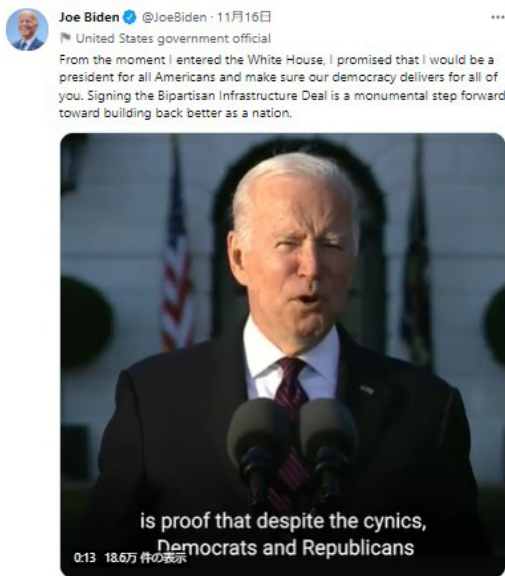 Joe Biden @JoeBiden · 11月16日
United States government official
From the moment I entered the White House, I promised that I would be a
president for all Americans and make sure our democracy delivers for all of
you. Signing the Bipartisan Infrastructure Deal is a monumental step forward
toward building back better as a nation.
is proof that despite the cynics,
Democrats and Republicans
0:13 18.6万 件の表示